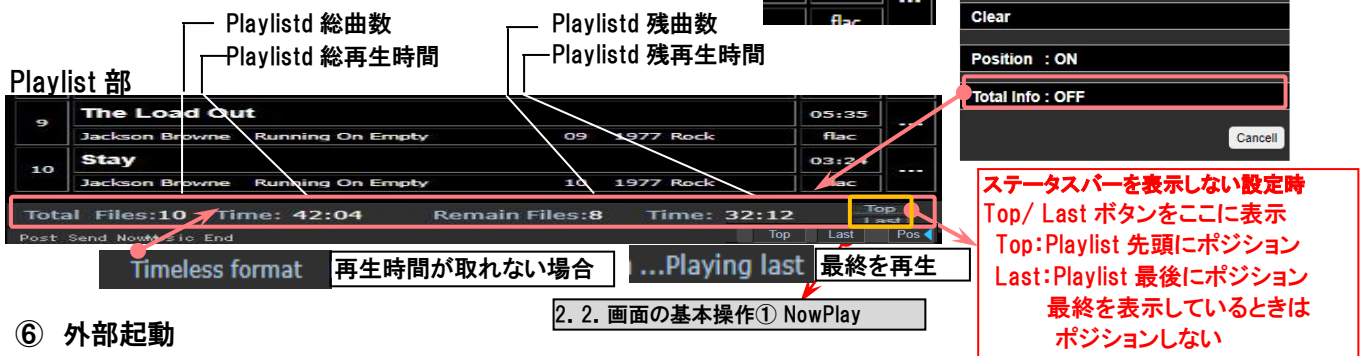 Playlistd 総曲数
Playlistd 残曲数
flac
...
Clear
Playlistd 総再生時間
Playlistd 残再生時間
Position : ON
Playlist 部
Total Info : OFF
9
The Load Out
05:35
...
Jackson Browne Running On Empty 09 1977 Rock flac
Cancell
10
Stay
03:24
...
Jackson Browne Running On Empty 10 1977 Rock flac
ステータスバーを表示しない設定時
Top/ Last ボタンをここに表示
Top:Playlist 先頭にポジション
Last:Playlist 最後にポジション
最終を表示しているときは
ポジションしない
Total Files:10 Time: 42:04 Remain Files:8 Time: 32:12
Top
Last
Post Send NowMusic End
Top Last Pos
Timeless format
再生時間が取れない場合
...Playing last
最終を再生
2.2.画面の基本操作① NowPlay
⑥ 外部起動